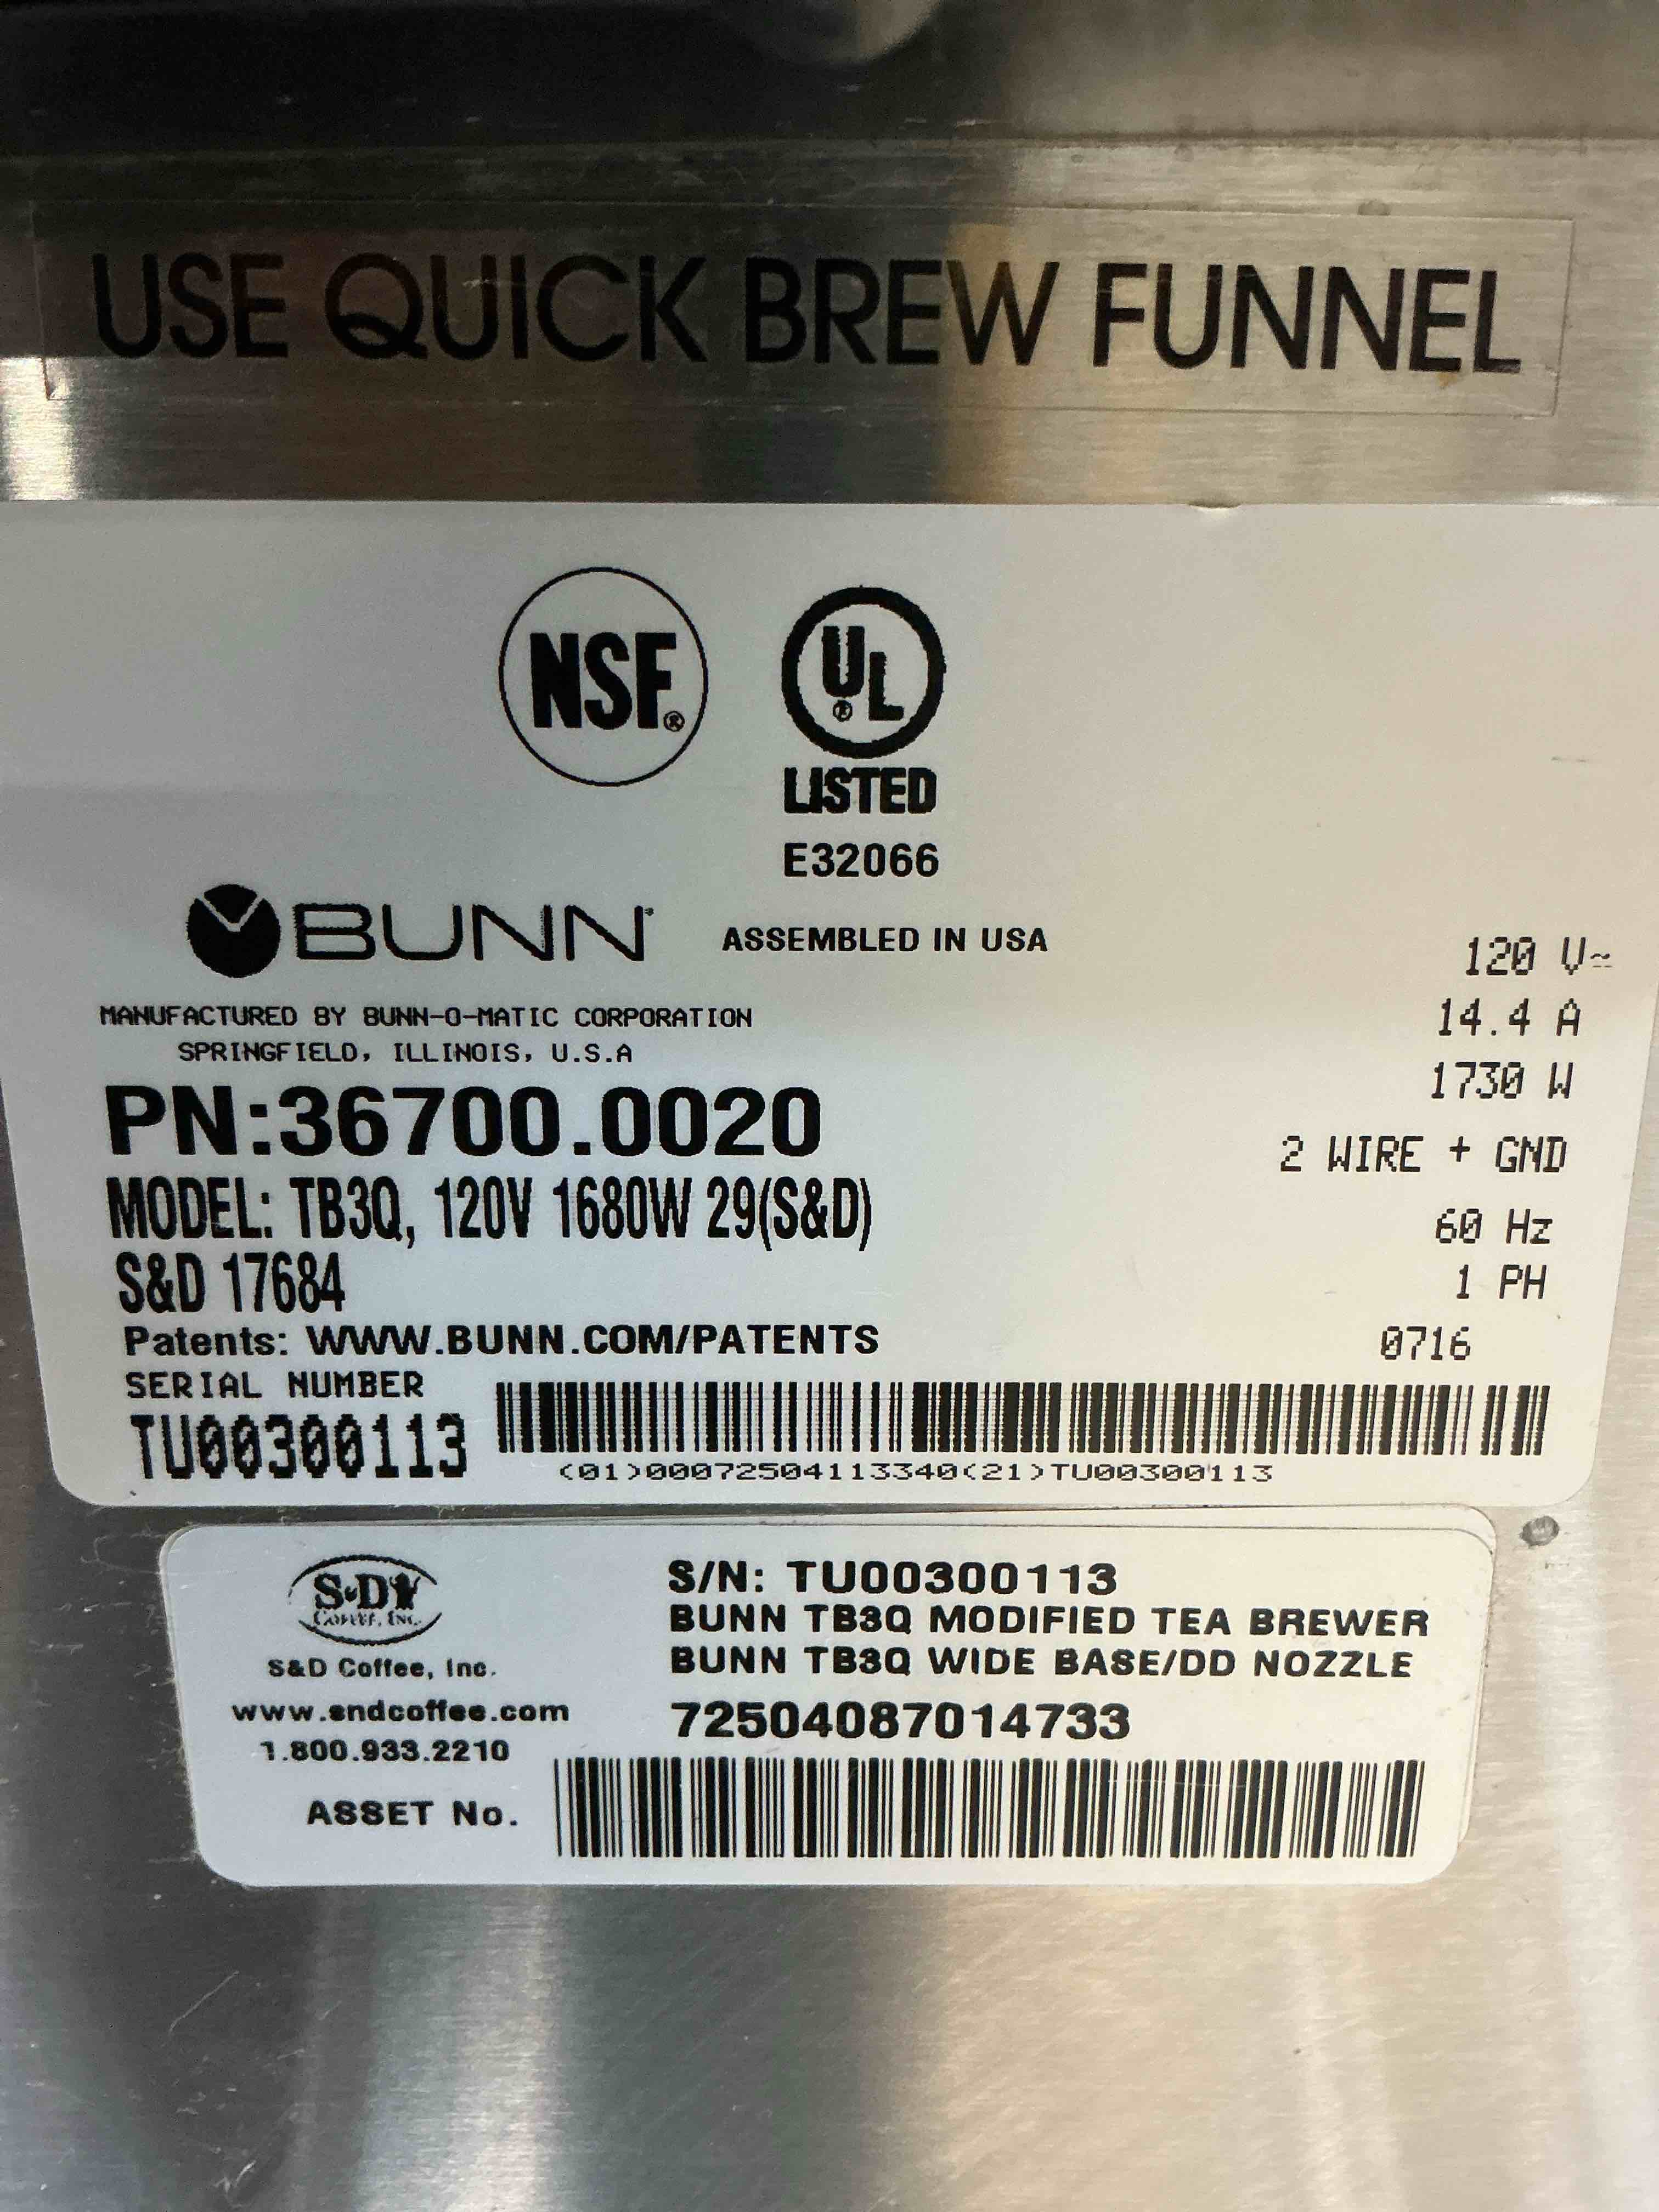 USE QUICK BREW FUNNEL
NSF®
UL®
LISTED
E32066
BUNN
ASSEMBLED IN USA
MANUFACTURED BY BUNN-O-MATIC CORPORATION
SPRINGFIELD, ILLINOIS, U.S.A
120 V~
14.4 A
1730 W
2 WIRE + GND
60 Hz
1 PH
0716
PN:36700.0020
MODEL: TB3Q, 120V 1680W 29(S&D)
S&D 17684
Patents: WWW.BUNN.COM/PATENTS
SERIAL NUMBER
TU00300113
(01)00072504113340(21)TU00300113
S&D
COFFEE, INC.
S&D Coffee, Inc.
www.sndcoffee.com
1.800.933.2210
ASSET No.
S/N: TU00300113
BUNN TB3Q MODIFIED TEA BREWER
BUNN TB3Q WIDE BASE/DD NOZZLE
72504087014733